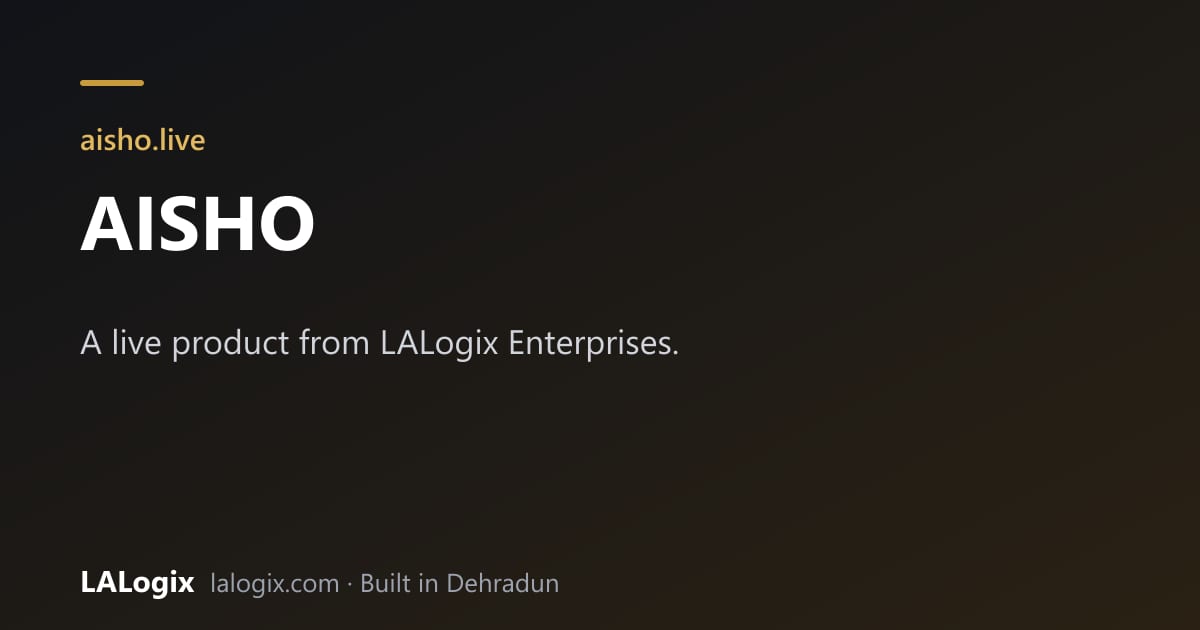 aisho.live
AISHO
A live product from LALogix Enterprises.
LALogix lalogix.com · Built in Dehradun